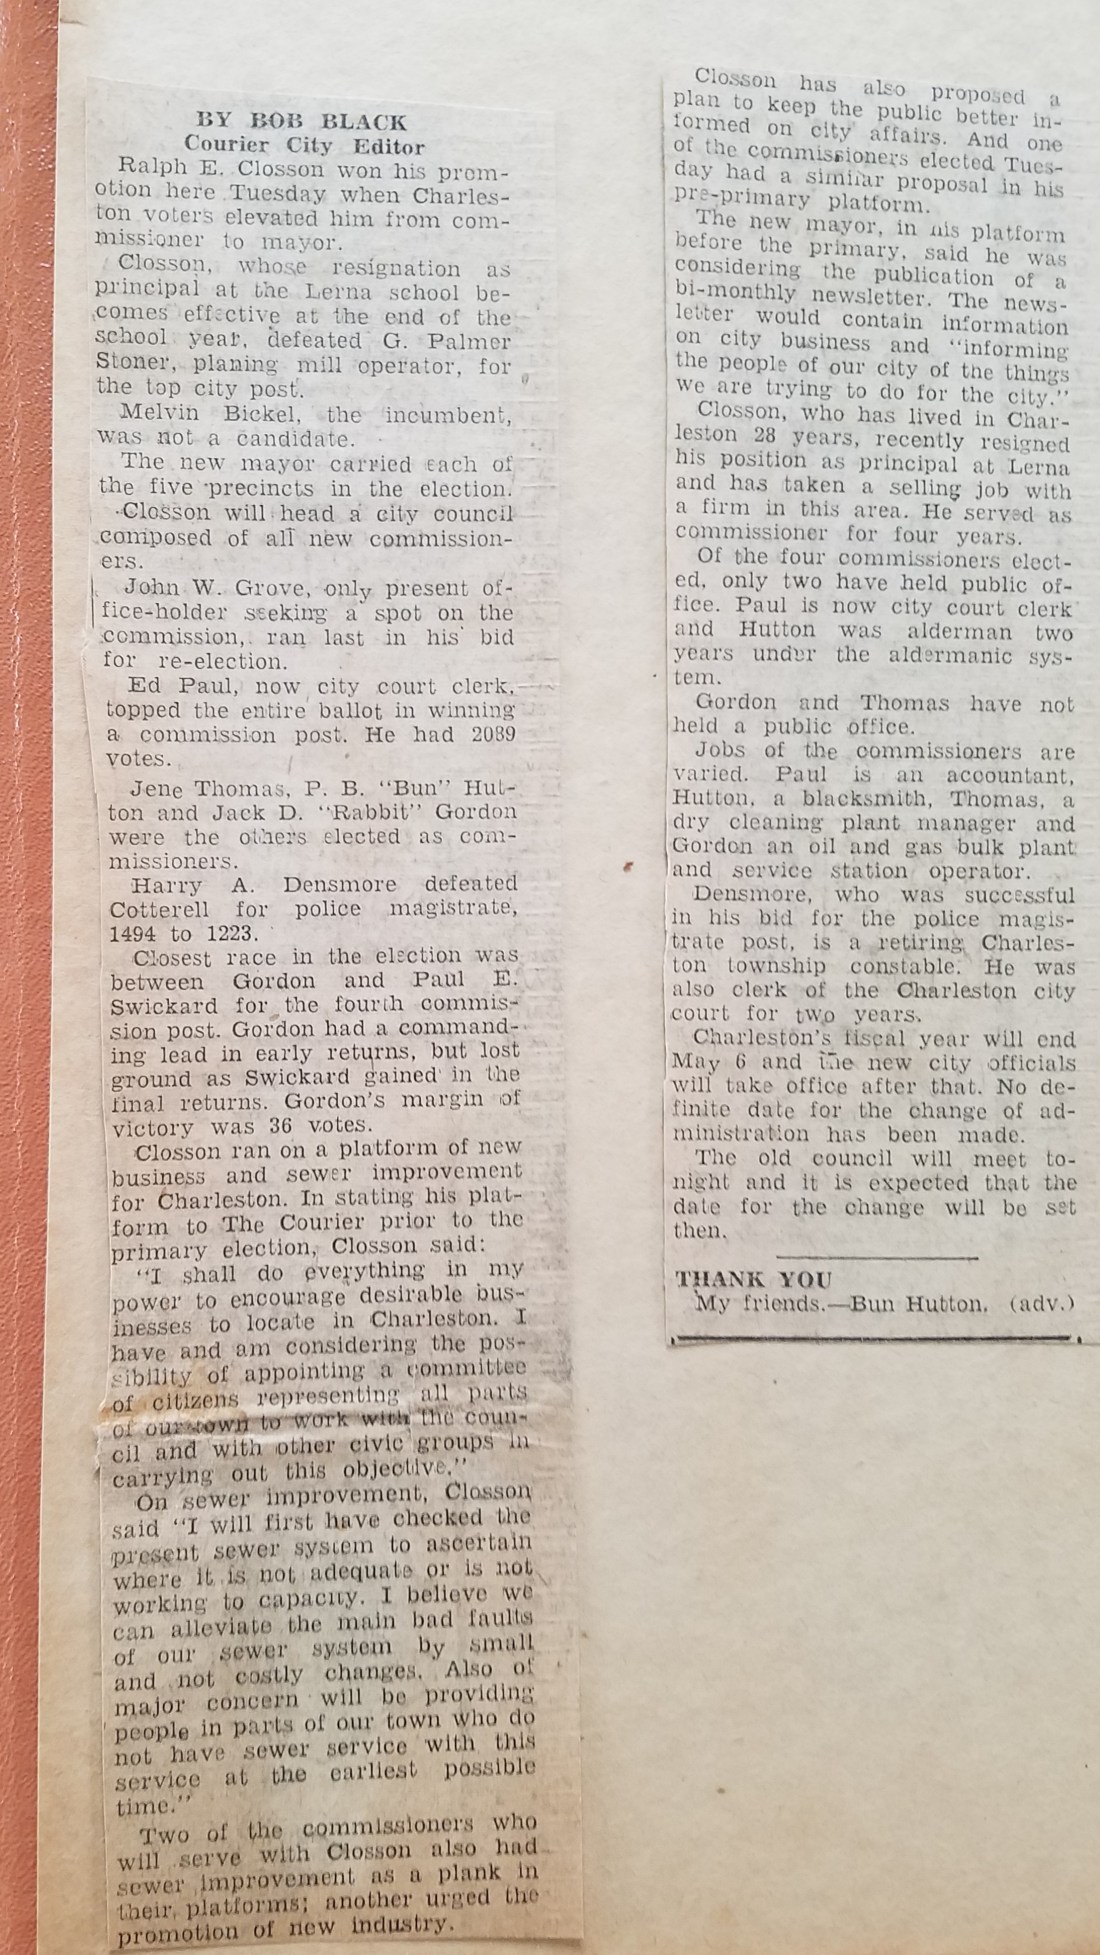 BY BOB BLACK
Courier City Editor
Ralph E. Closson won his prom-
otion here Tuesday when Charles-
ton voters elevated him from com-
missioner to mayor.
Closson, whose resignation as
principal at the Lerna school be-
comes effective at the end of the
school year, defeated G. Palmer
Stoner, planing mill operator, for
the top city post.
Melvin Bickel, the incumbent,
was not a candidate.
The new mayor carried each of
the five precincts in the election.
Closson will head a city council
composed of all new commission-
ers.
John W. Grove, only present of-
fice-holder seeking a spot on the
commission, ran last in his bid
for re-election.
Ed Paul, now city court clerk,
topped the entire ballot in winning
a commission post. He had 2089
votes.
Jene Thomas, P. B. "Bun" Hut-
ton and Jack D. "Rabbit" Gordon
were the others elected as com-
missioners.
Harry A. Densmore defeated
Cotterell for police magistrate,
1494 to 1223.
Closest race in the election was
between Gordon and Paul E.
Swickard for the fourth commis-
sion post. Gordon had a command-
ing lead in early returns, but lost
ground as Swickard gained in the
final returns. Gordon's margin of
victory was 36 votes.
Closson ran on a platform of new
business and sewer improvement
for Charleston. In stating his plat-
form to The Courier prior to the
primary election, Closson said:
"I shall do everything in my
power to encourage desirable bus-
inesses to locate in Charleston. I
have and am considering the pos-
sibility of appointing a committee
of citizens representing all parts
of our town to work with the coun-
cil and with other civic groups in
carrying out this objective."
On sewer improvement, Closson
said "I will first have checked the
present sewer system to ascertain
where it is not adequate or is not
working to capacity. I believe we
can alleviate the main bad faults
of our sewer system by small
and not costly changes. Also of
major concern will be providing
people in parts of our town who do
not have sewer service with this
service at the earliest possible
time."
Two of the commissioners who
will serve with Closson also had
sewer improvement as a plank in
their platforms; another urged the
promotion of new industry.
Closson has also proposed a
plan to keep the public better in-
formed on city affairs. And one
of the commissioners elected Tues-
day had a similar proposal in his
pre-primary platform.
The new mayor, in his platform
before the primary, said he was
considering the publication of a
bi-monthly newsletter. The news-
letter would contain information
on city business and "informing
the people of our city of the things
we are trying to do for the city."
Closson, who has lived in Char-
leston 28 years, recently resigned
his position as principal at Lerna
and has taken a selling job with
a firm in this area. He served as
commissioner for four years.
Of the four commissioners elect-
ed, only two have held public of-
fice. Paul is now city court clerk
and Hutton was alderman two
years under the aldermanic sys-
tem.
Gordon and Thomas have not
held a public office.
Jobs of the commissioners are
varied. Paul is an accountant,
Hutton, a blacksmith, Thomas, a
dry cleaning plant manager and
Gordon an oil and gas bulk plant
and service station operator.
Densmore, who was successful
in his bid for the police magis-
trate post, is a retiring Charles-
ton township constable. He was
also clerk of the Charleston city
court for two years.
Charleston's fiscal year will end
May 6 and the new city officials
will take office after that. No de-
finite date for the change of ad-
ministration has been made.
The old council will meet to-
night and it is expected that the
date for the change will be set
then.
THANK YOU
My friends.—Bun Hutton. (adv.)